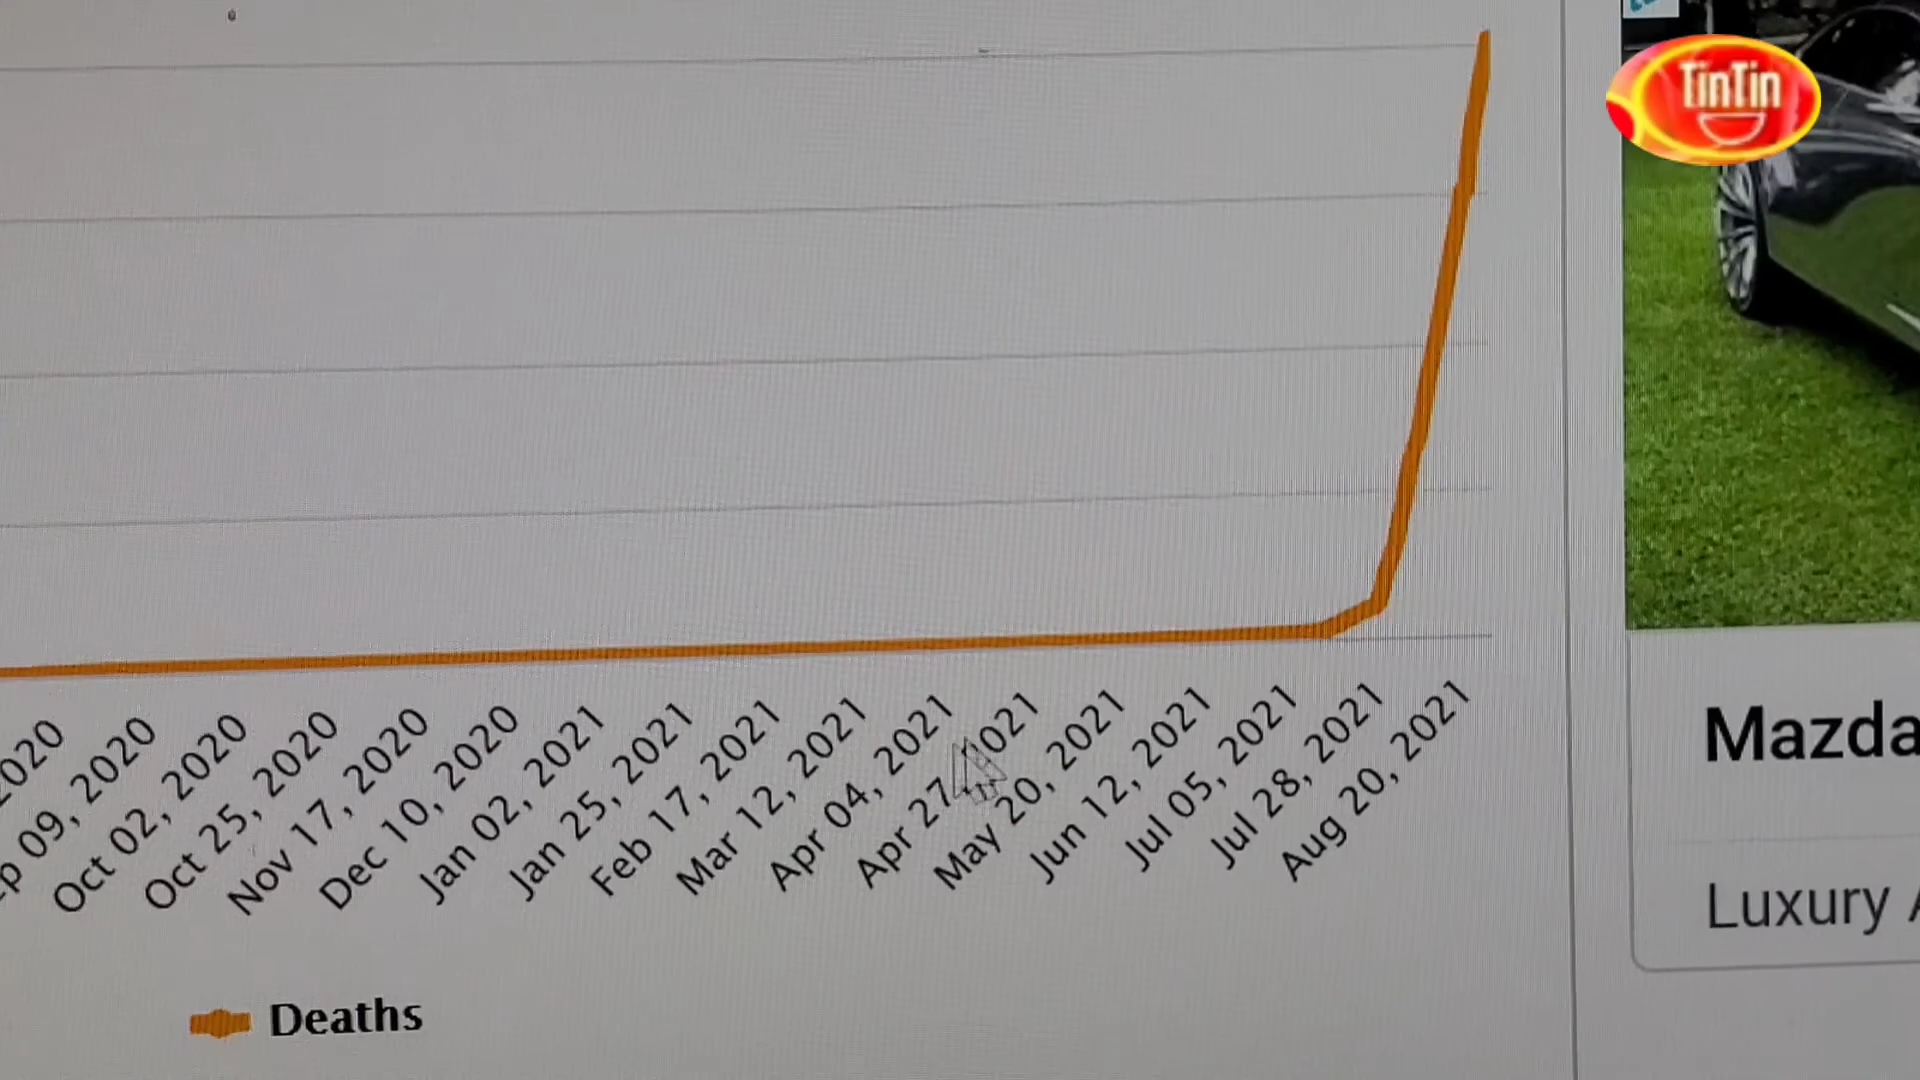 TinTin
2020
p 09, 2020
Oct 02, 2020
Oct 25, 2020
Nov 17, 2020
Dec 10, 2020
Jan 02, 2021
Jan 25, 2021
Feb 17, 2021
Mar 12, 2021
Apr 04, 2021
Apr 27, 2021
May 20, 2021
Jun 12, 2021
Jul 05, 2021
Jul 28, 2021
Aug 20, 2021
Deaths
Mazda
Luxury